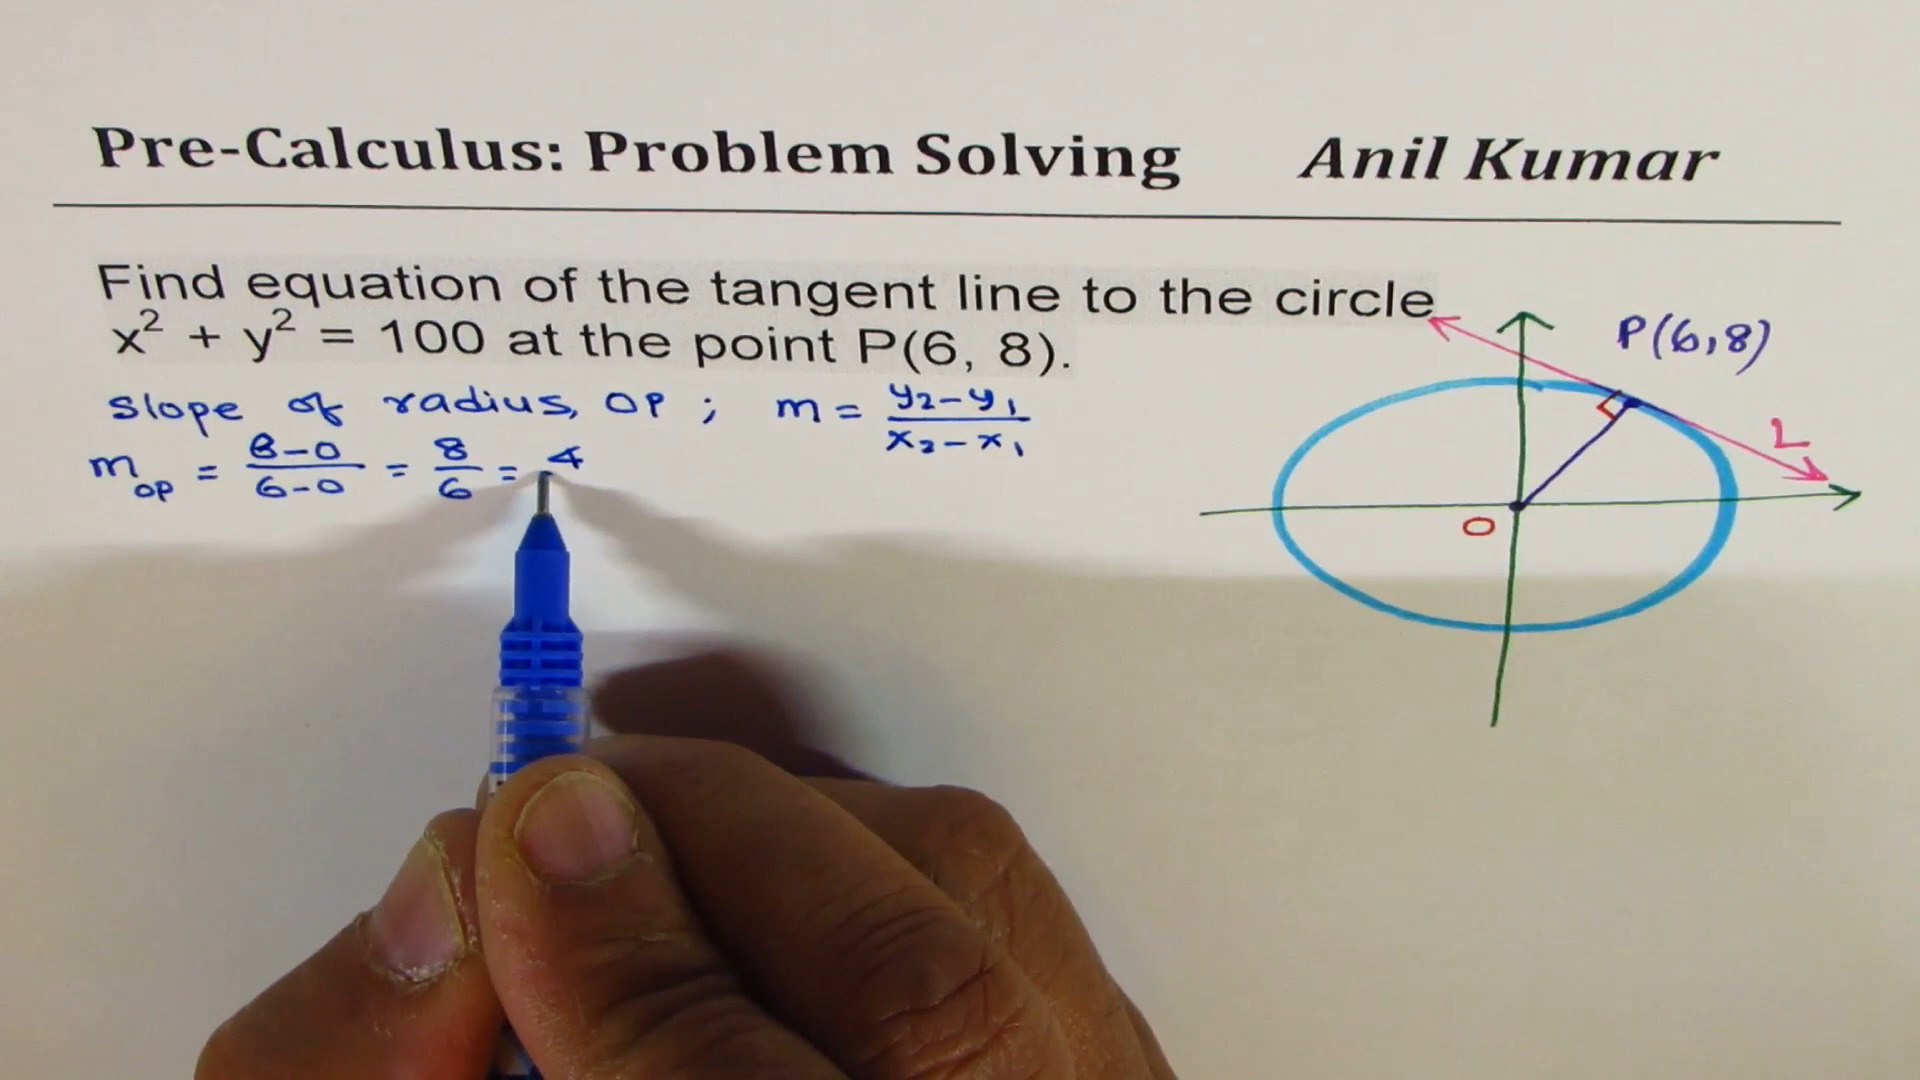 Pre-Calculus: Problem Solving Anil Kumar
Find equation of the tangent line to the circle
x² + y² = 100 at the point P(6, 8).
P(6,8)
slope of radius, OP ; m = y₂-y₁ / x₂-x₁
m_OP = 8-0 / 6-0 = 8/6 = 4
L
O